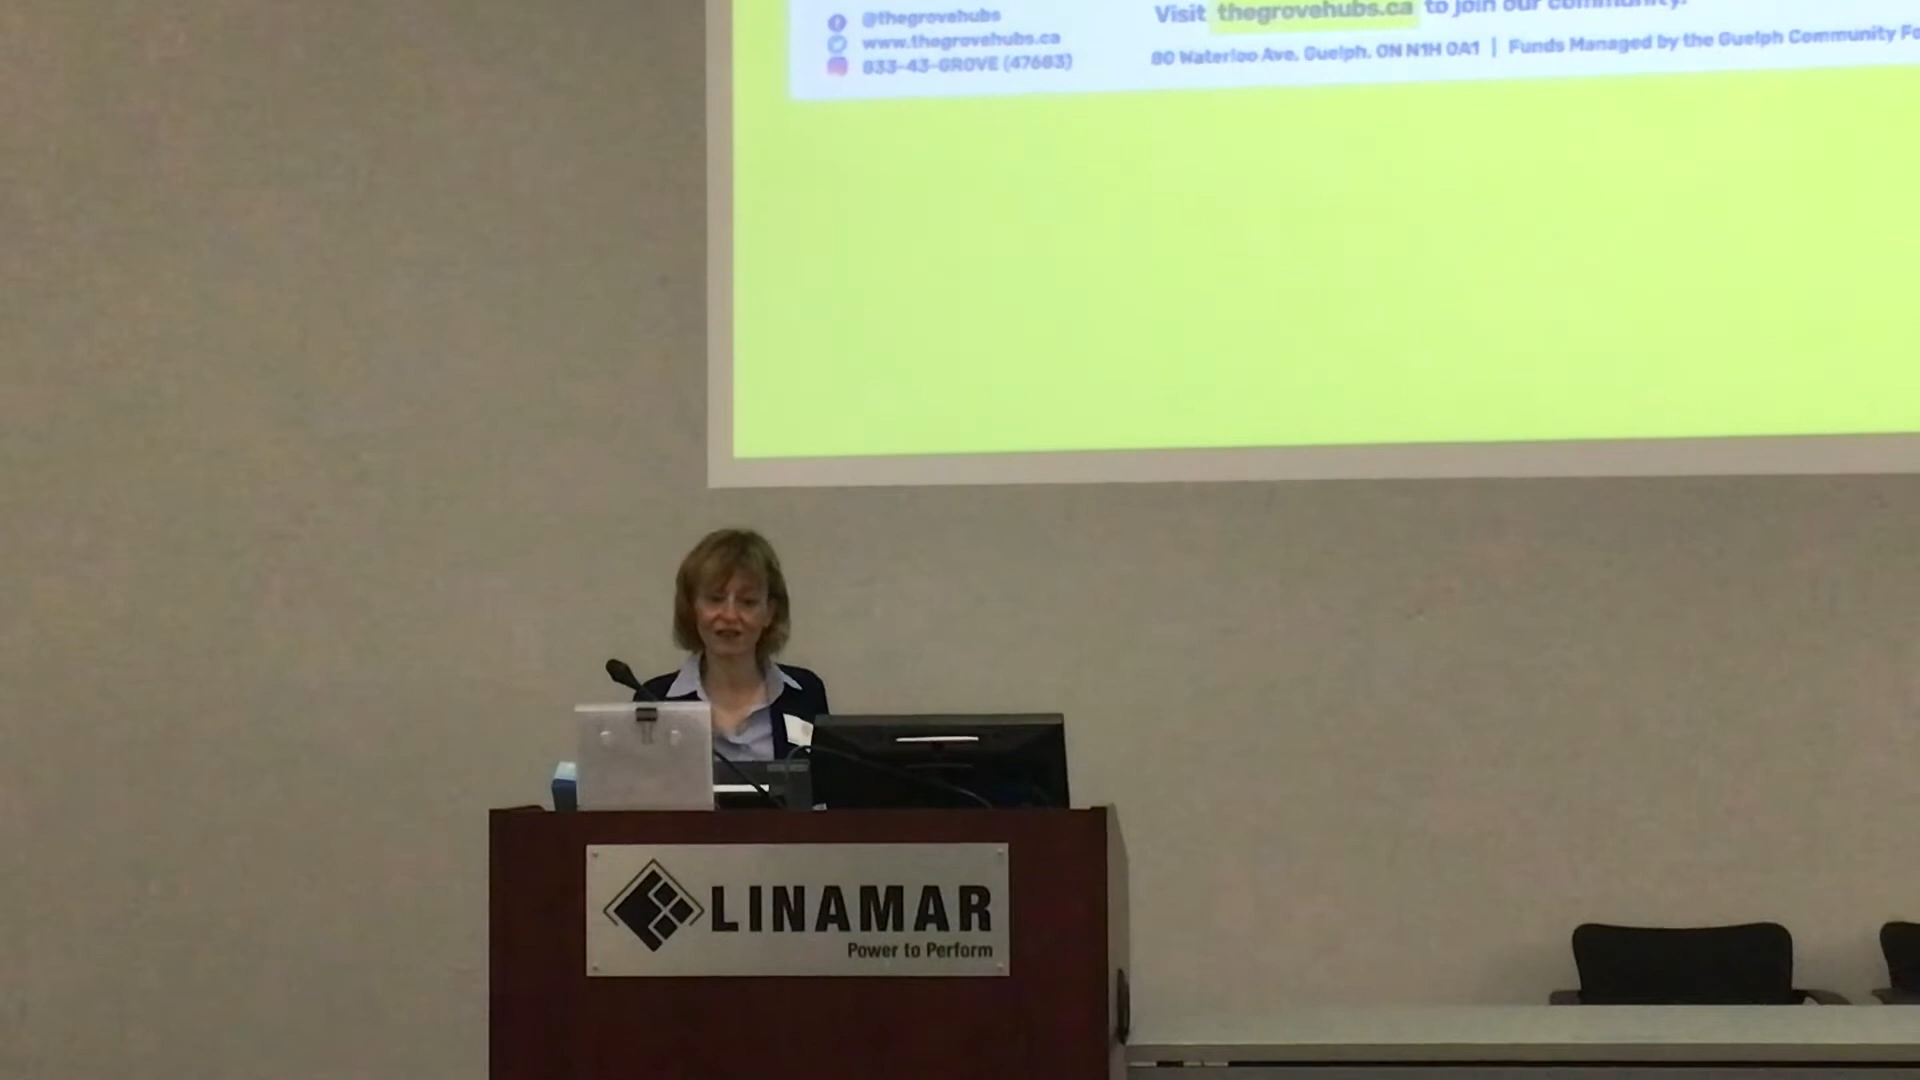 @thegrovehubs
www.thegrovehubs.ca
833-43-GROVE (47683)
Visit thegrovehubs.ca to join our community.
80 Waterloo Ave. Guelph, ON N1H 0A1 | Funds Managed by the Guelph Community Fo
LINAMAR
Power to Perform